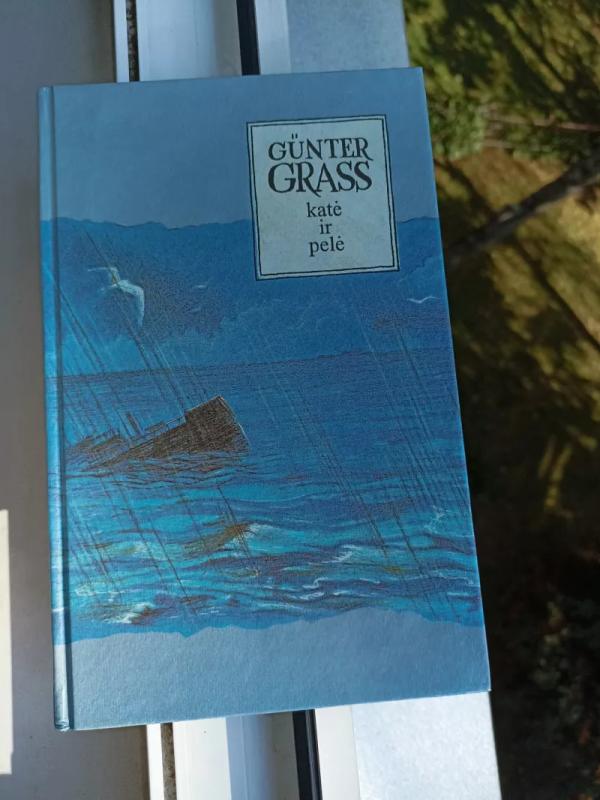 GÜNTER
GRASS
katė
ir
pelė